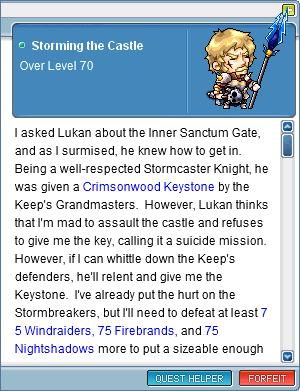 Storming the Castle
Over Level 70
I asked Lukan about the Inner Sanctum Gate,
and as I surmised, he knew how to get in.
Being a well-respected Stormcaster Knight, he
was given a Crimsonwood Keystone by the
Keep's Grandmasters.  However, Lukan thinks
that I'm mad to assault the castle and refuses
to give me the key, calling it a suicide mission.
However, if I can whittle down the Keep's
defenders, he'll relent and give me the
Keystone.  I've already put the hurt on the
Stormbreakers, but I'll need to defeat at least 7
5 Windraiders, 75 Firebrands, and 75
Nightshadows more to put a sizeable enough
QUEST HELPER
FORFEIT